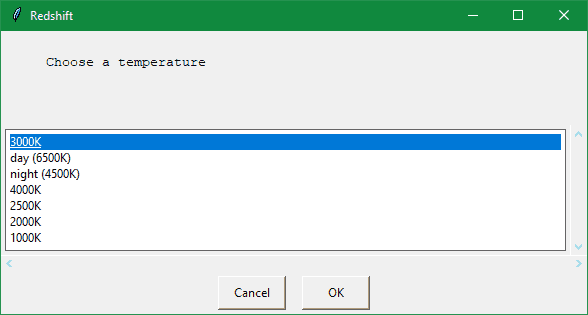 Redshift
Choose a temperature
3000K
day (6500K)
night (4500K)
4000K
2500K
2000K
1000K
Cancel
OK